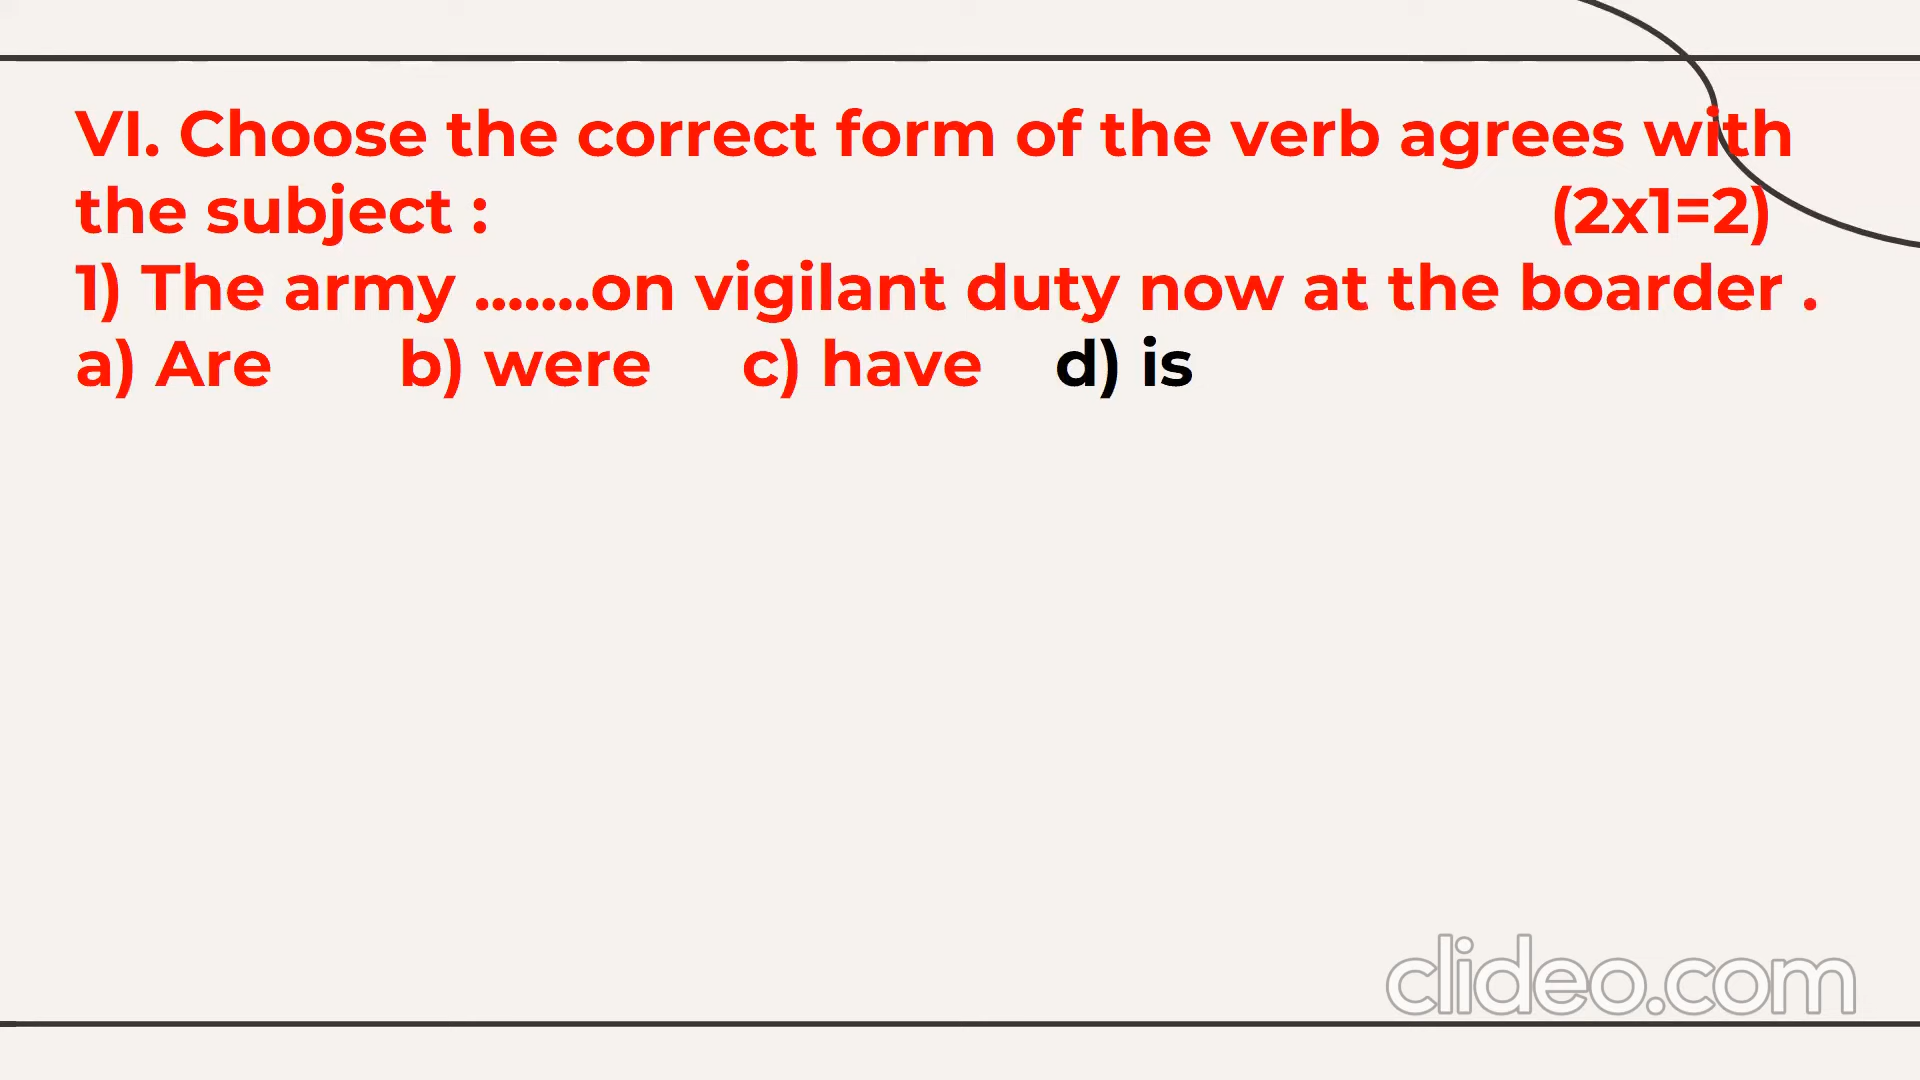 VI. Choose the correct form of the verb agrees with
the subject : (2x1=2)
1) The army .......on vigilant duty now at the boarder .
a) Are b) were c) have d) is
clideo.com